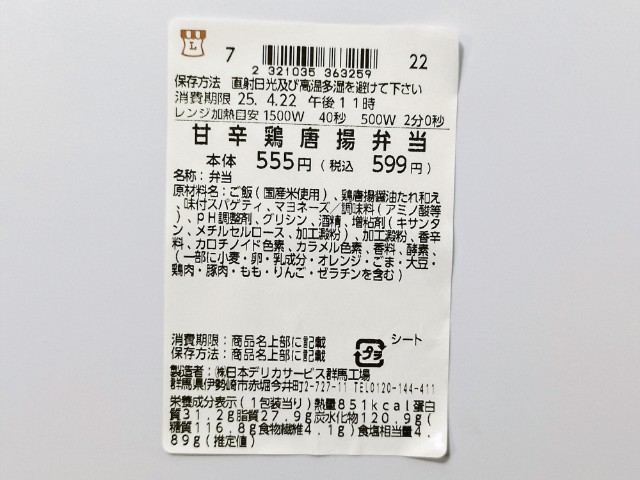 L 7 22
2 321035 363259
保存方法 直射日光及び高温多湿を避けて下さい
消費期限 25. 4.22 午後11時
レンジ加熱目安 1500W 40秒 500W 2分0秒
甘辛鶏唐揚弁当
本体 555円(税込 599円)
名称:弁当
原材料名:ご飯(国産米使用)、鶏唐揚醤油たれ和え
、味付スパゲティ、マヨネーズ/調味料(アミノ酸等
)、pH調整剤、グリシン、酒精、増粘剤(キサンタ
ン、メチルセルロース、加工澱粉)、加工澱粉、香辛
料、カロチノイド色素、カラメル色素、香料、酵素、
(一部に小麦・卵・乳成分・オレンジ・ごま・大豆・
鶏肉・豚肉・もも・りんご・ゼラチンを含む)
消費期限:商品名上部に記載
保存方法:商品名上部に記載
プラ シート
製造者:㈱日本デリカサービス群馬工場
群馬県伊勢崎市赤堀今井町2-727-11 TEL0120-144-411
栄養成分表示(1包装当り)熱量851kcal蛋白
質31.2g脂質27.9g炭水化物120.9g(
糖質116.8g食物繊維4.1g)食塩相当量4.
89g(推定値)